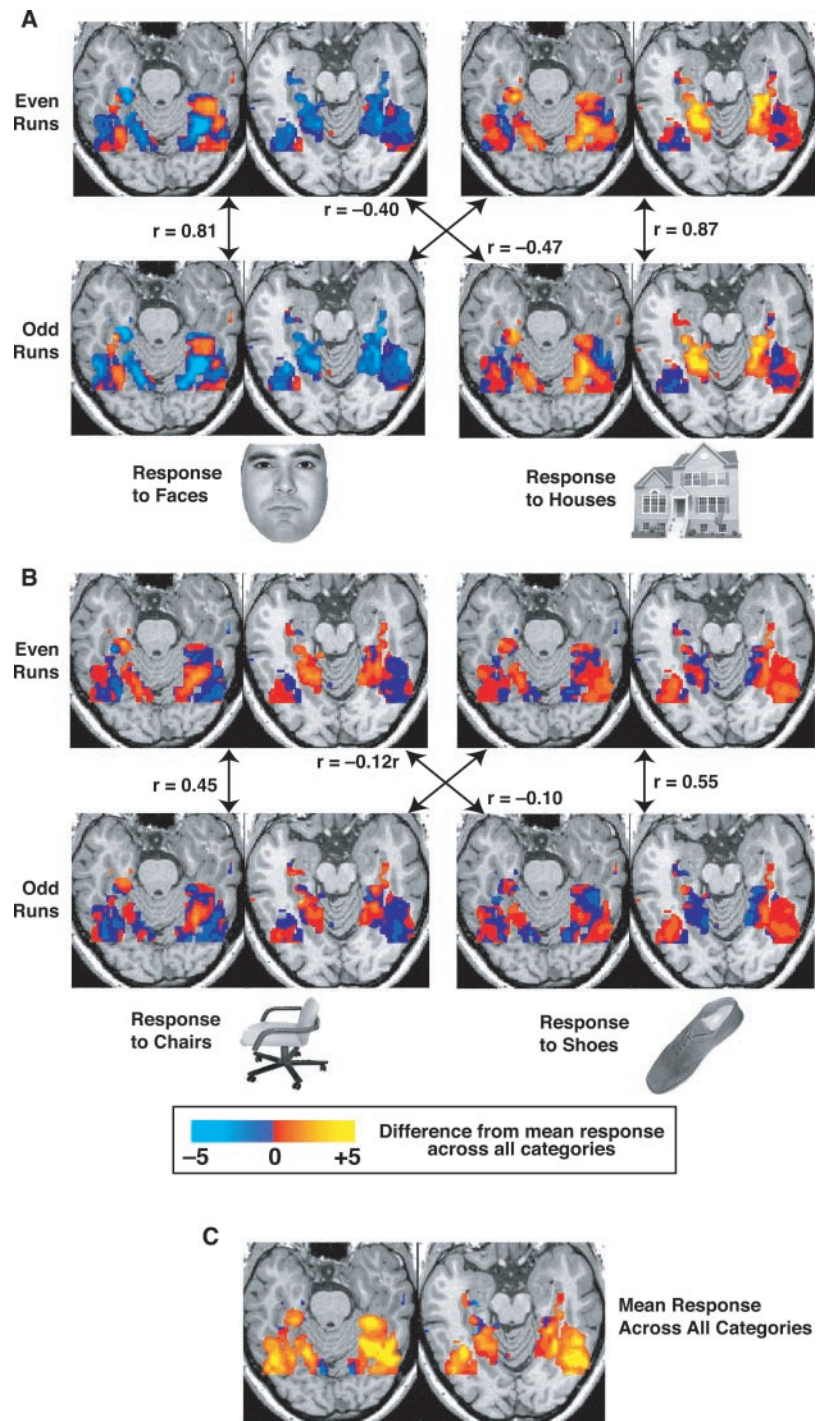 A
Even
Runs
r = 0.81
r = –0.40
r = –0.47
r = 0.87
Odd
Runs
Response
to Faces
Response
to Houses
B
Even
Runs
r = 0.45
r = –0.12r
r = –0.10
r = 0.55
Odd
Runs
Response
to Chairs
Response
to Shoes
–5 0 +5
Difference from mean response
across all categories
C
Mean Response
Across All Categories